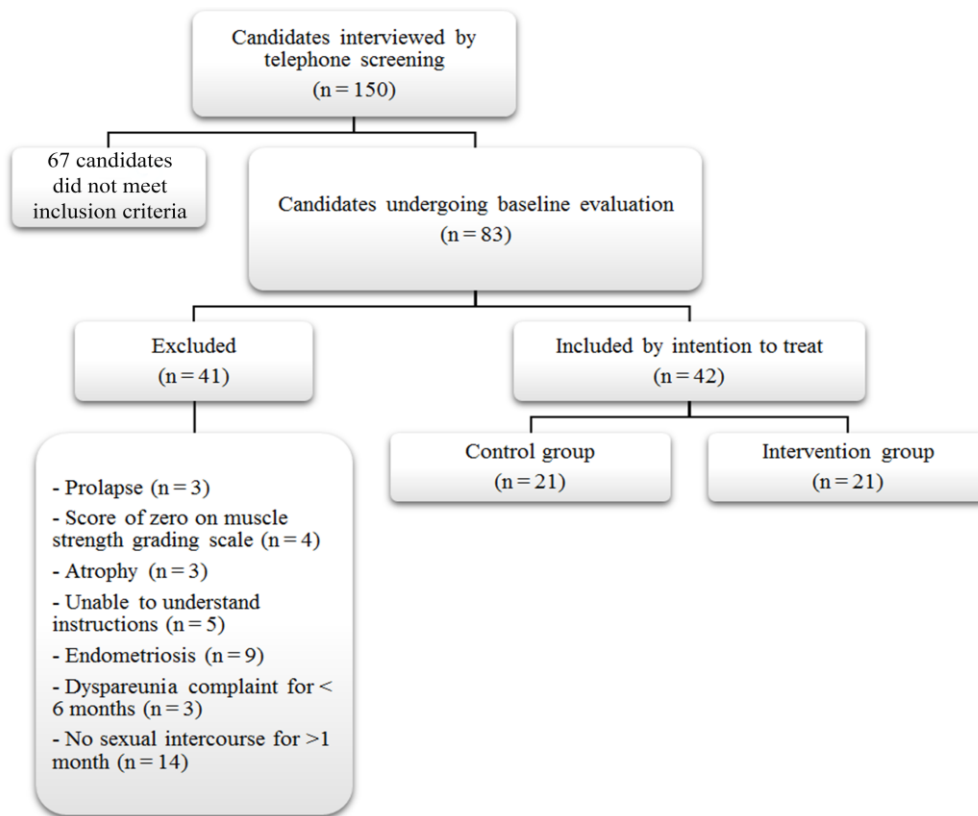 Candidates interviewed by
telephone screening
(n = 150)
67 candidates
did not meet
inclusion criteria
Candidates undergoing baseline evaluation
(n = 83)
Excluded
(n = 41)
Included by intention to treat
(n = 42)
Control group
(n = 21)
Intervention group
(n = 21)
- Prolapse (n = 3)
- Score of zero on muscle
strength grading scale (n = 4)
- Atrophy (n = 3)
- Unable to understand
instructions (n = 5)
- Endometriosis (n = 9)
- Dyspareunia complaint for <
6 months (n = 3)
- No sexual intercourse for >1
month (n = 14)